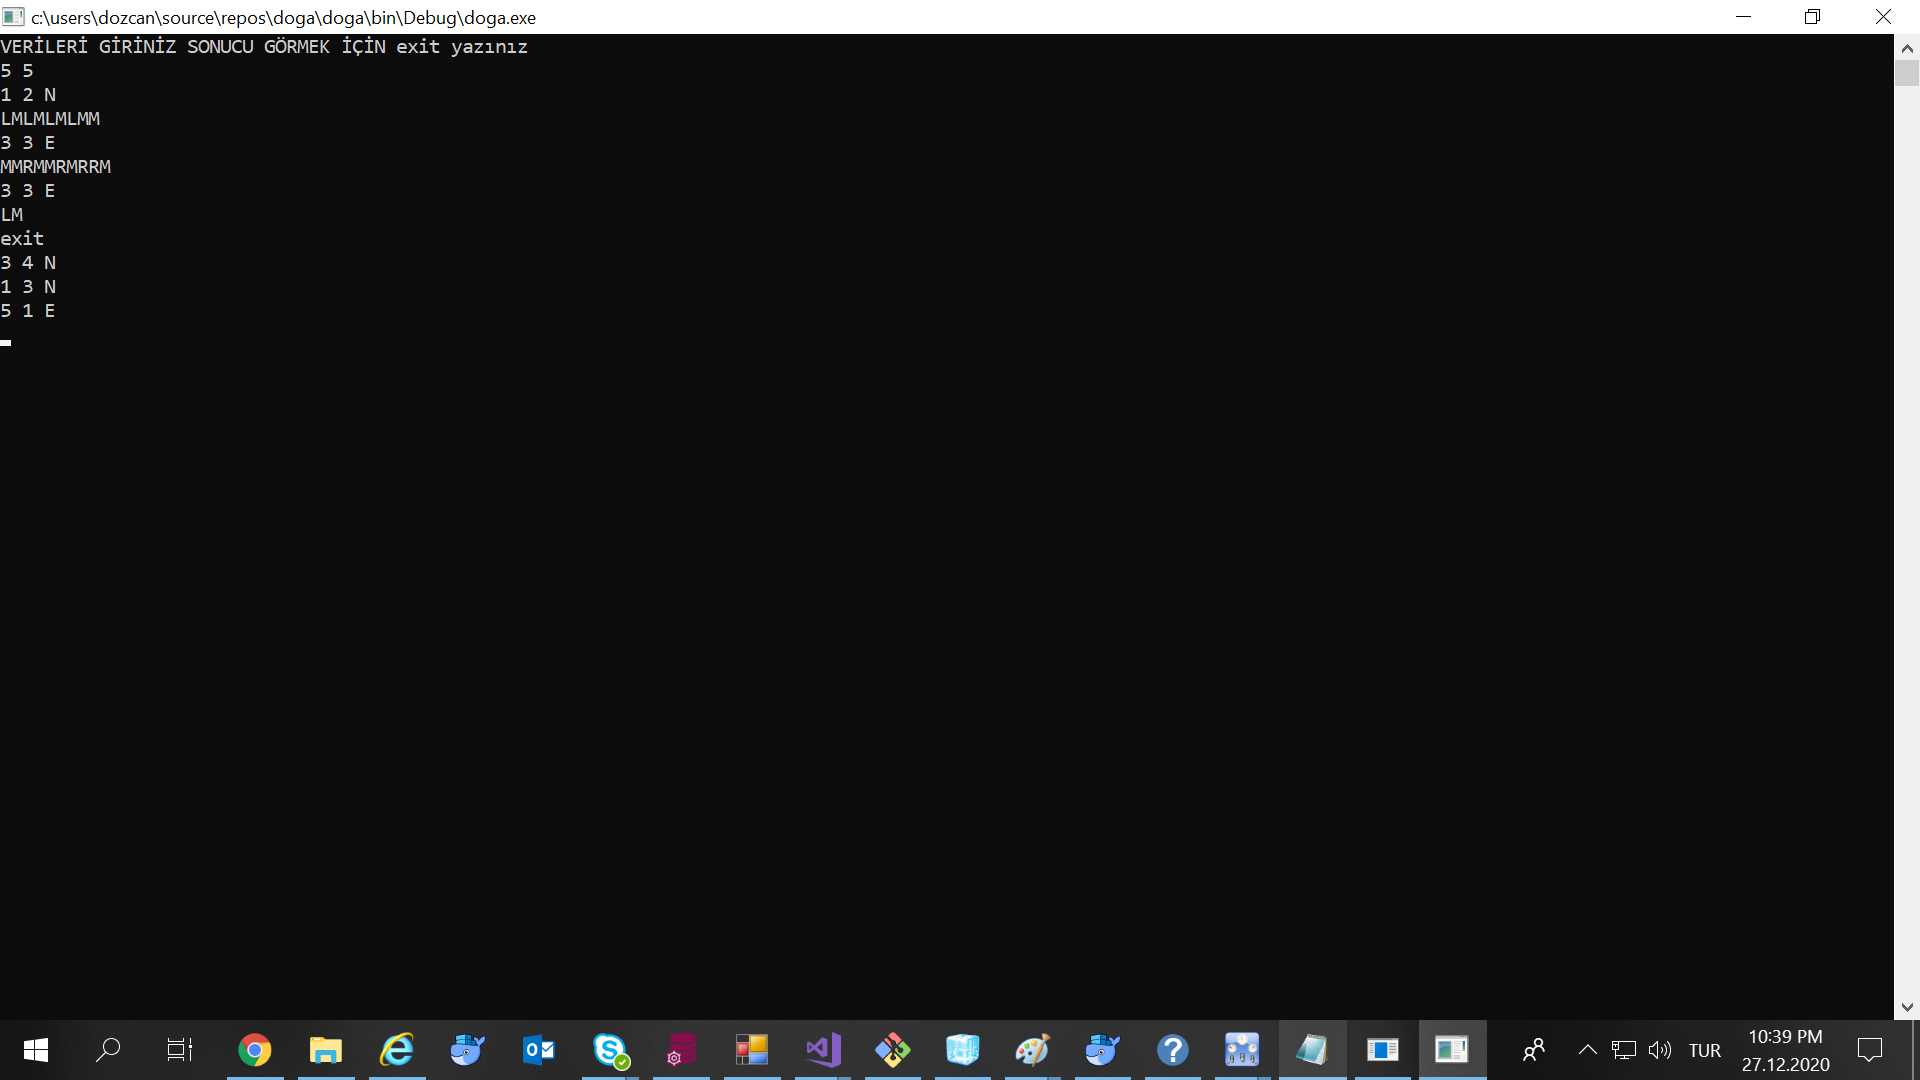 c:\users\dozcan\source\repos\doga\doga\bin\Debug\doga.exe
VERİLERİ GİRİNİZ SONUCU GÖRMEK İÇİN exit yazınız
5 5
1 2 N
LMLMLMLMM
3 3 E
MMRMMRMRRM
3 3 E
LM
exit
3 4 N
1 3 N
5 1 E
TUR
10:39 PM
27.12.2020